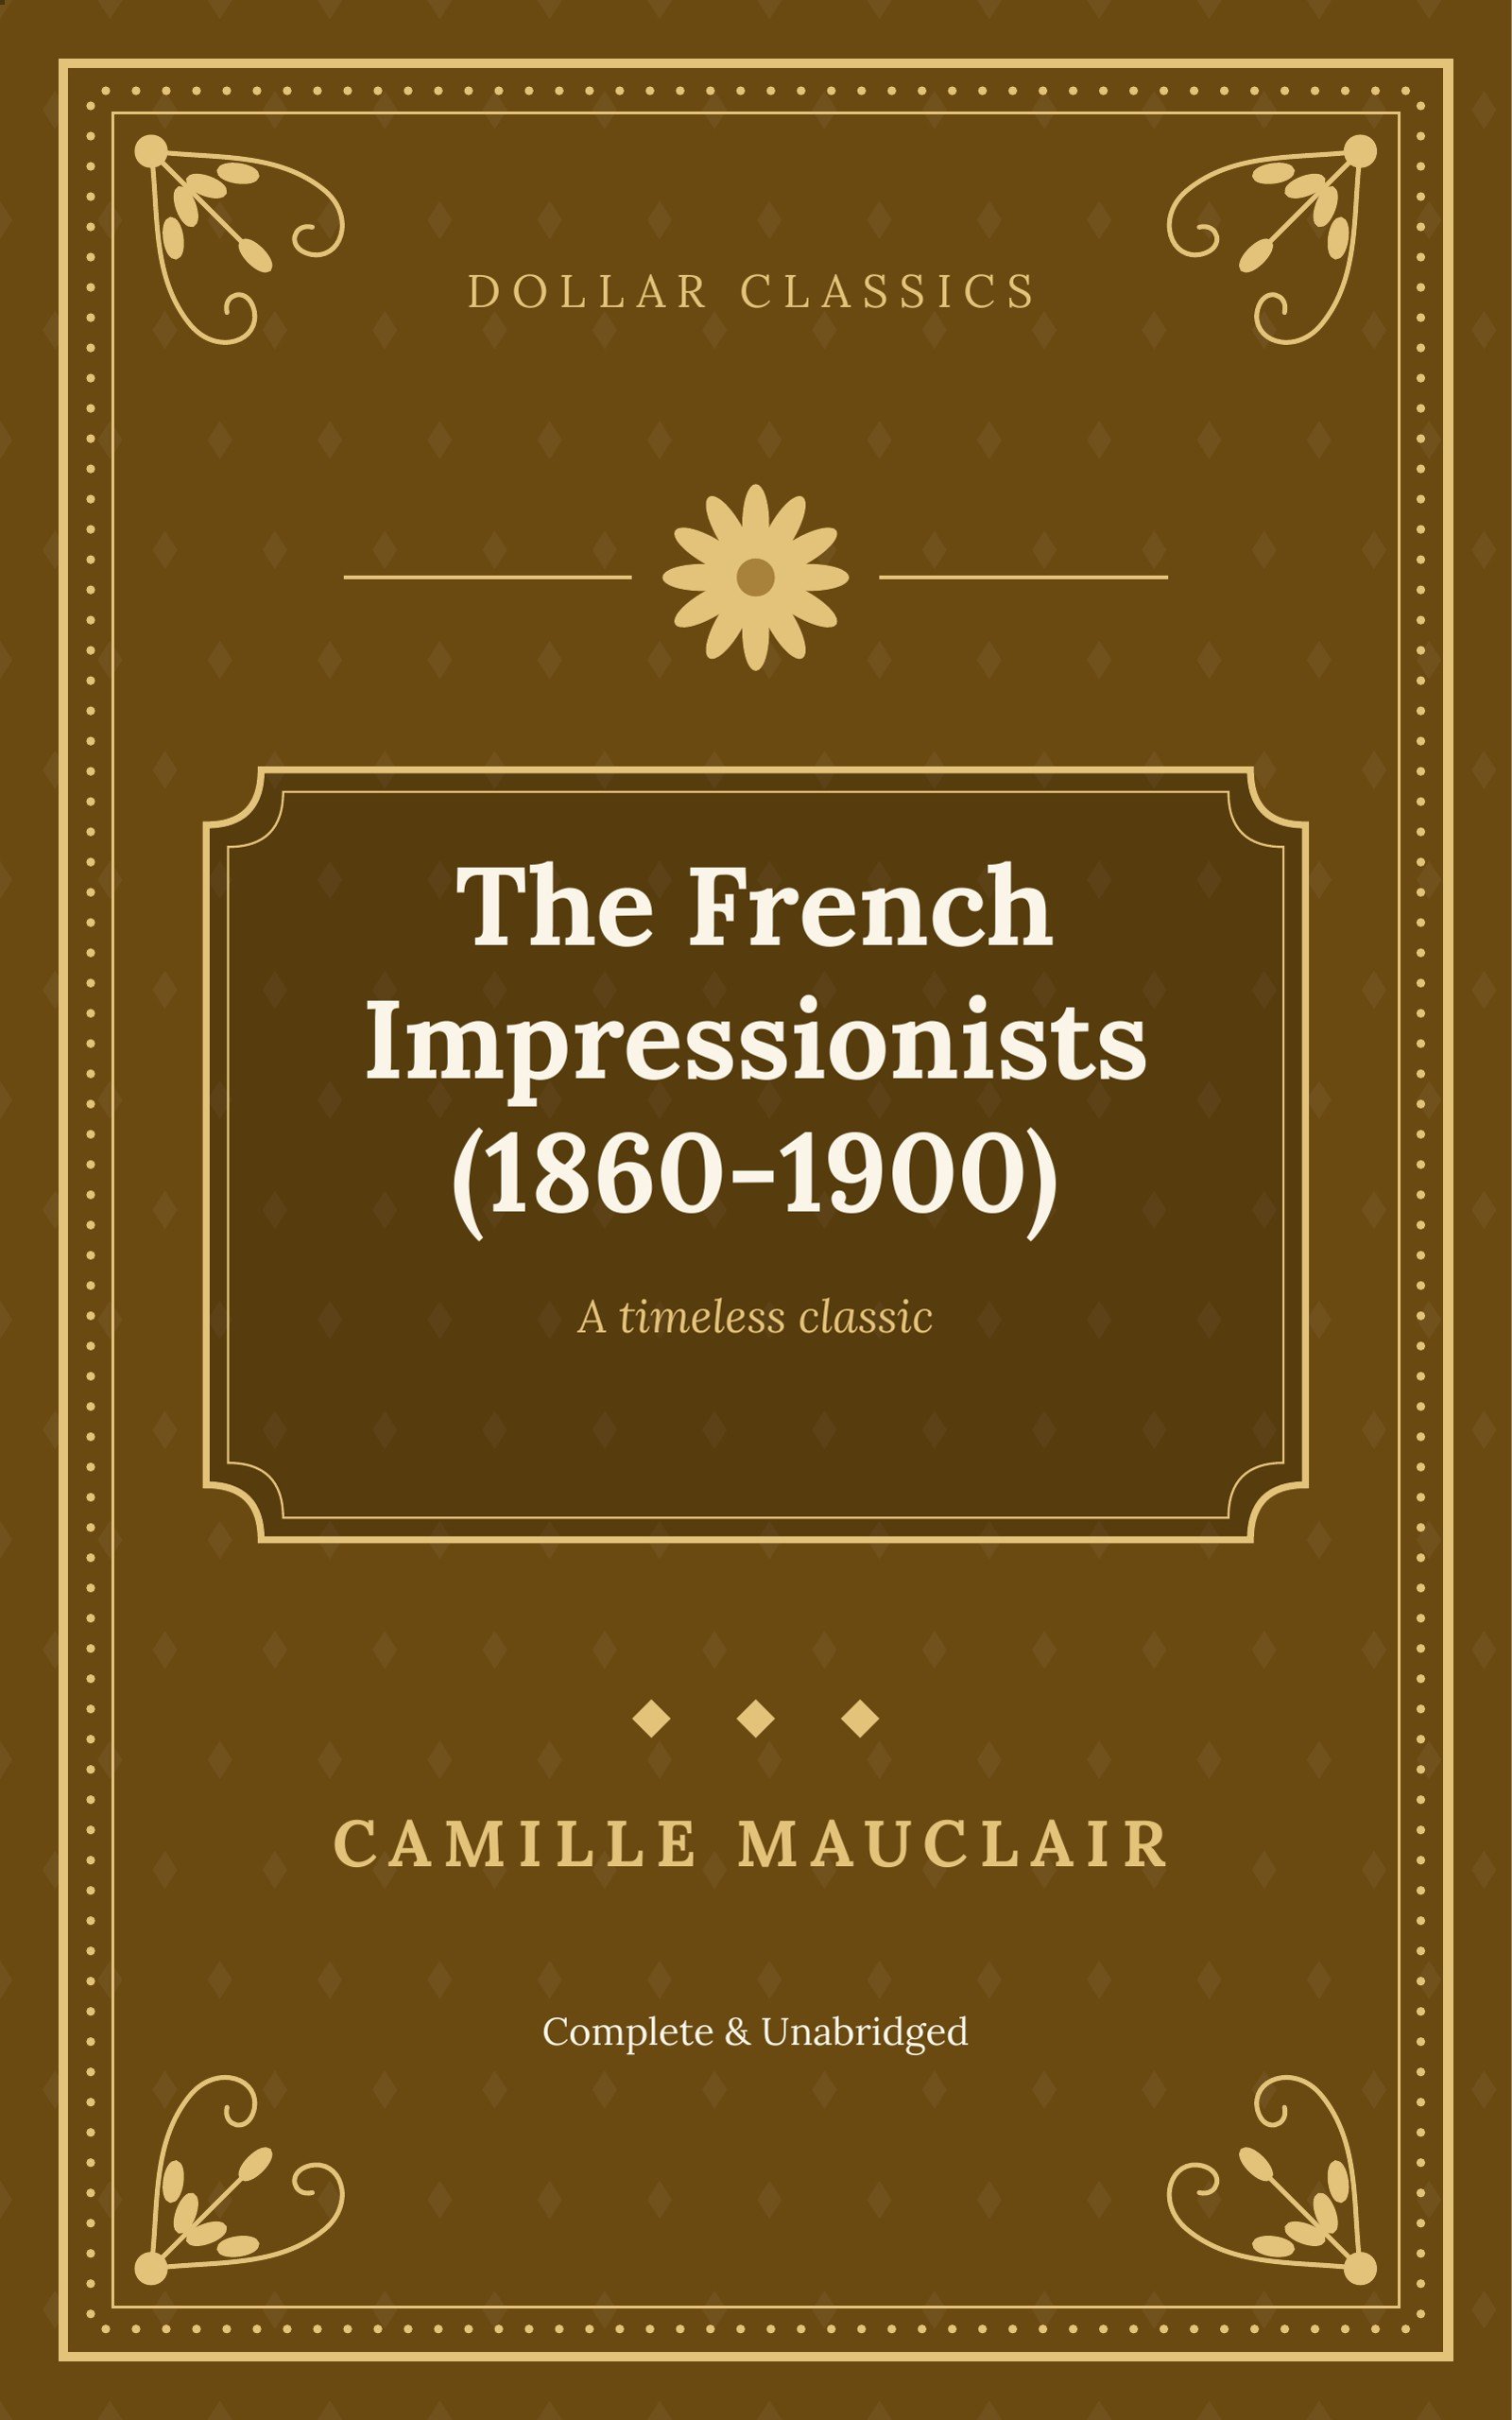 DOLLAR CLASSICS
The French
Impressionists
(1860–1900)
A timeless classic
CAMILLE MAUCLAIR
Complete & Unabridged